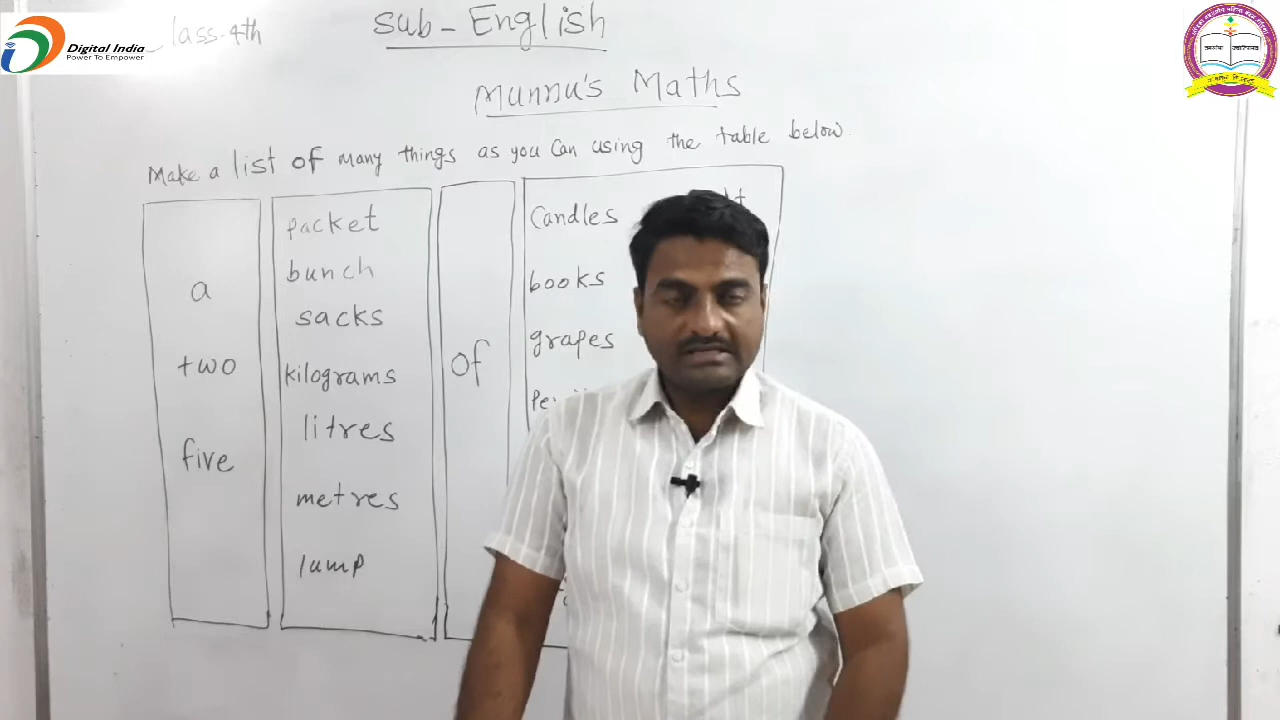 Digital India
Power To Empower
lass-4th
Sub - English
Munnu's Maths
Make a list of many things as you can using the table below
a
two
five
packet
bunch
sacks
kilograms
litres
metres
lump
of
Candles
books
grapes